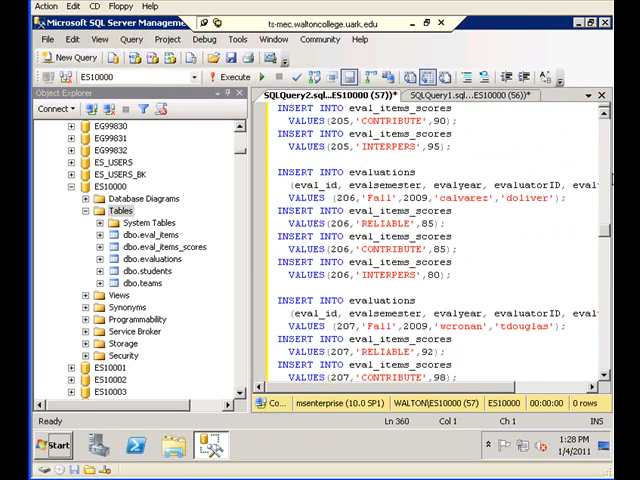 Action Edit CD Floppy Help
Microsoft SQL Server Manageme
ts-mec.waltoncollege.uark.edu
File Edit View Query Project Debug Tools Window Community Help
New Query
ES10000
Execute
Object Explorer
Connect
EG99830
EG99831
EG99832
ES_USERS
ES_USERS_BK
ES10000
Database Diagrams
Tables
System Tables
dbo.eval_items
dbo.eval_items_scores
dbo.evaluations
dbo.students
dbo.teams
Views
Synonyms
Programmability
Service Broker
Storage
Security
ES10001
ES10002
ES10003
SQLQuery2.sql...ES10000 (57))*
SQLQuery1.sql...ES10000 (56))*
INSERT INTO eval_items_scores
VALUES(205,'CONTRIBUTE',90);
INSERT INTO eval_items_scores
VALUES(205,'INTERPERS',95);
INSERT INTO evaluations
(eval_id, evalsemester, evalyear, evaluatorID, eval
VALUES (206,'Fall',2009,'calvarez','doliver');
INSERT INTO eval_items_scores
VALUES(206,'RELIABLE',85);
INSERT INTO eval_items_scores
VALUES(206,'CONTRIBUTE',85);
INSERT INTO eval_items_scores
VALUES(206,'INTERPERS',80);
INSERT INTO evaluations
(eval_id, evalsemester, evalyear, evaluatorID, eval
VALUES (207,'Fall',2009,'wcronan','tdouglas');
INSERT INTO eval_items_scores
VALUES(207,'RELIABLE',92);
INSERT INTO eval_items_scores
VALUES(207,'CONTRIBUTE',98);
Co... msenterprise (10.0 SP1) WALTON\ES10000 (57) ES10000 00:00:00 0 rows
Ready Ln 360 Col 1 Ch 1 INS
Start
1:28 PM
1/4/2011